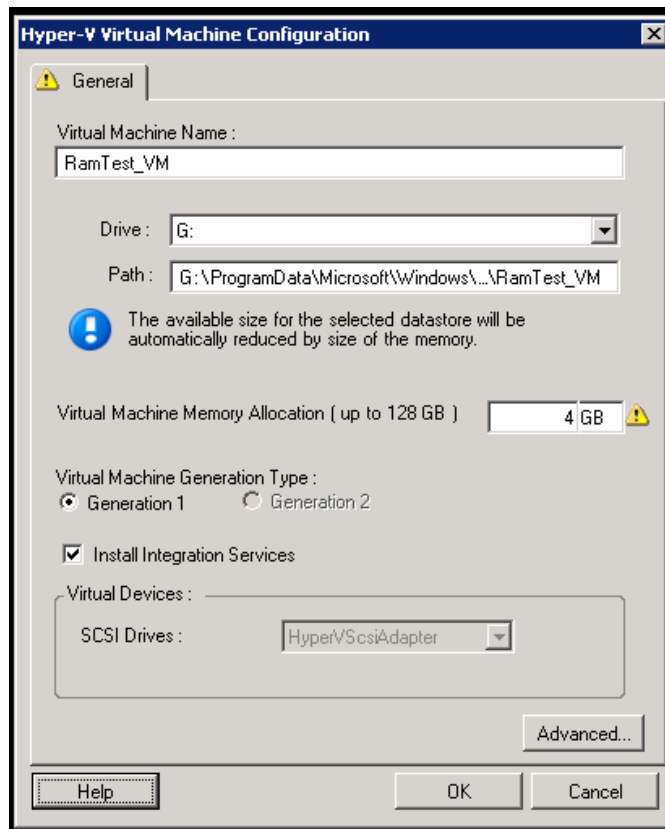 Hyper-V Virtual Machine Configuration
General
Virtual Machine Name :
RamTest_VM
Drive : G:
Path : G:\ProgramData\Microsoft\Windows\...\RamTest_VM
The available size for the selected datastore will be
automatically reduced by size of the memory.
Virtual Machine Memory Allocation ( up to 128 GB ) 4 GB
Virtual Machine Generation Type :
Generation 1 Generation 2
Install Integration Services
Virtual Devices :
SCSI Drives : HyperVScsiAdapter
Advanced...
Help OK Cancel